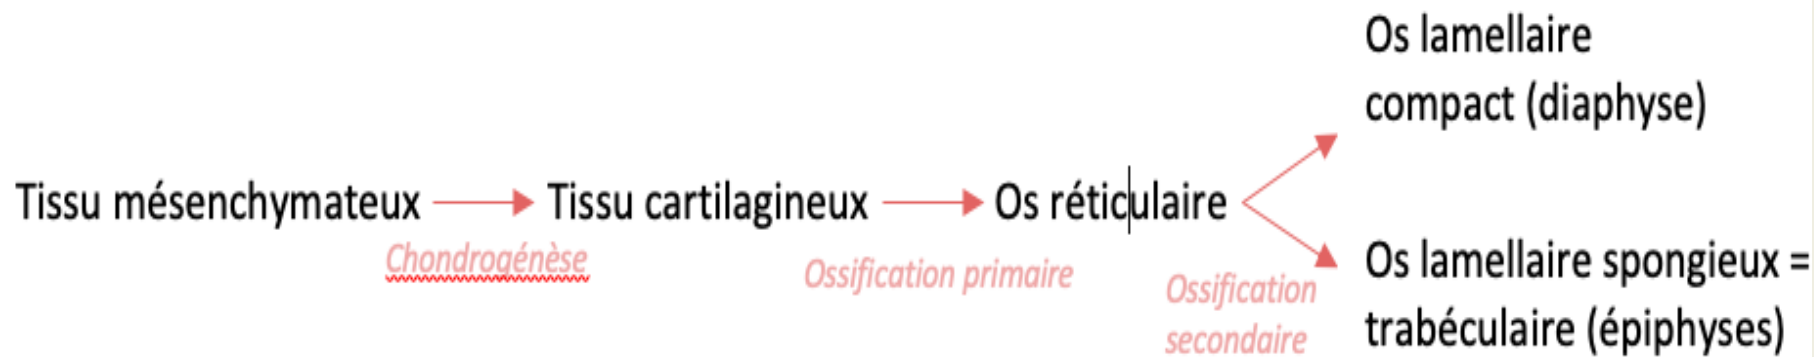 Os lamellaire
compact (diaphyse)
Tissu mésenchymateux
Tissu cartilagineux
Os réticulaire
Chondrogénèse
Ossification primaire
Ossification
secondaire
Os lamellaire spongieux =
trabéculaire (épiphyses)